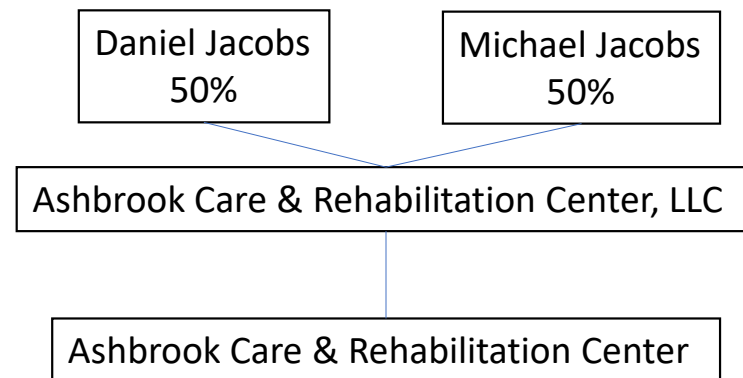 Daniel Jacobs
50%
Michael Jacobs
50%
Ashbrook Care & Rehabilitation Center, LLC
Ashbrook Care & Rehabilitation Center